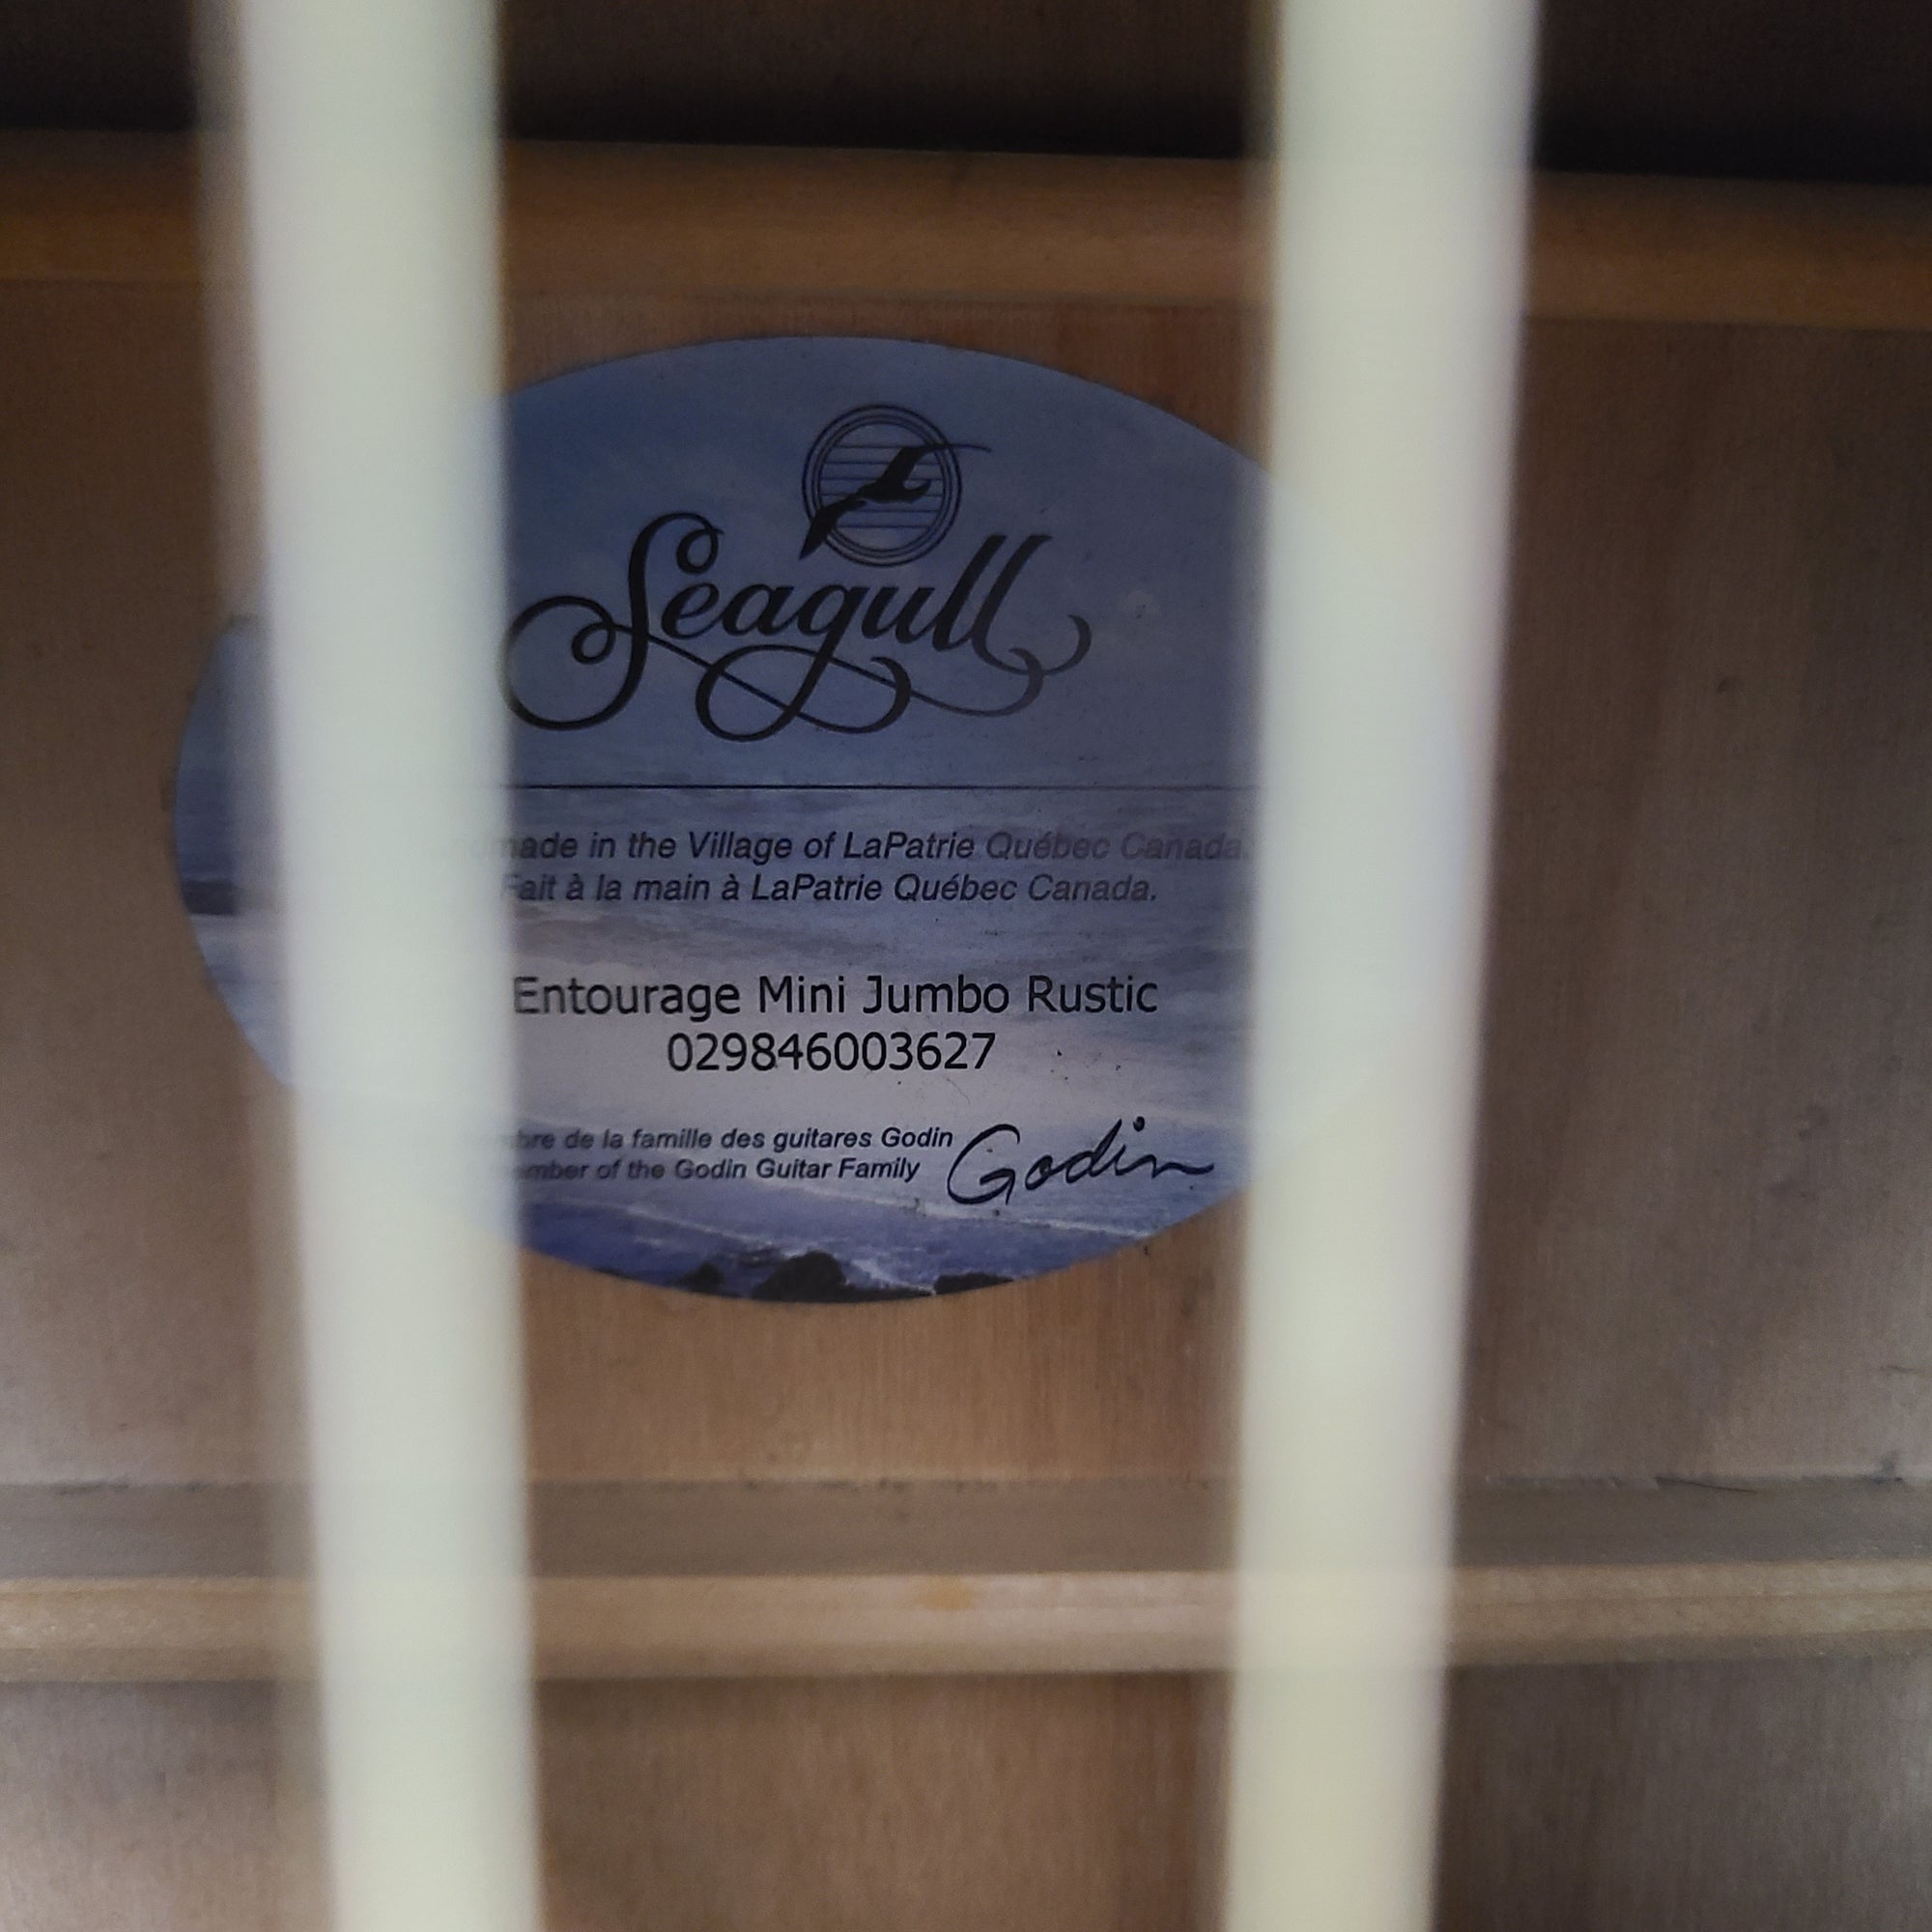 Seagull
made in the Village of LaPatrie Québec Canada.
Fait à la main à LaPatrie Québec Canada.
Entourage Mini Jumbo Rustic
029846003627
de la famille des guitares Godin
of the Godin Guitar Family
Godin